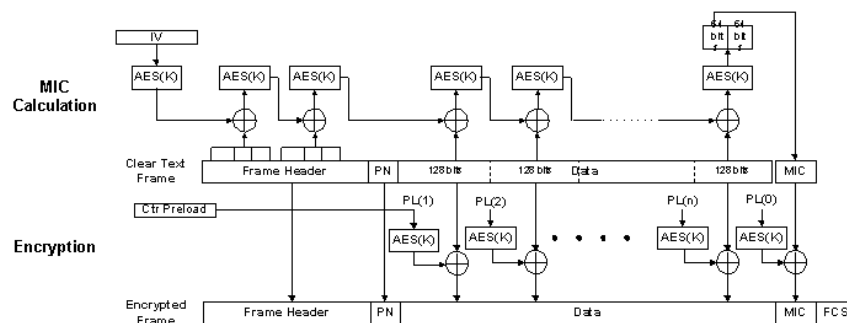 IV
64 bits
64 bits
AES(K)
AES(K)
AES(K)
AES(K)
AES(K)
AES(K)
MIC Calculation
Clear Text Frame
Frame Header
PN
128 bits
128 bits
Data
128 bits
MIC
Ctr Preload
PL(1)
PL(2)
PL(n)
PL(0)
AES(K)
AES(K)
AES(K)
AES(K)
Encryption
Encrypted Frame
Frame Header
PN
Data
MIC
FCS